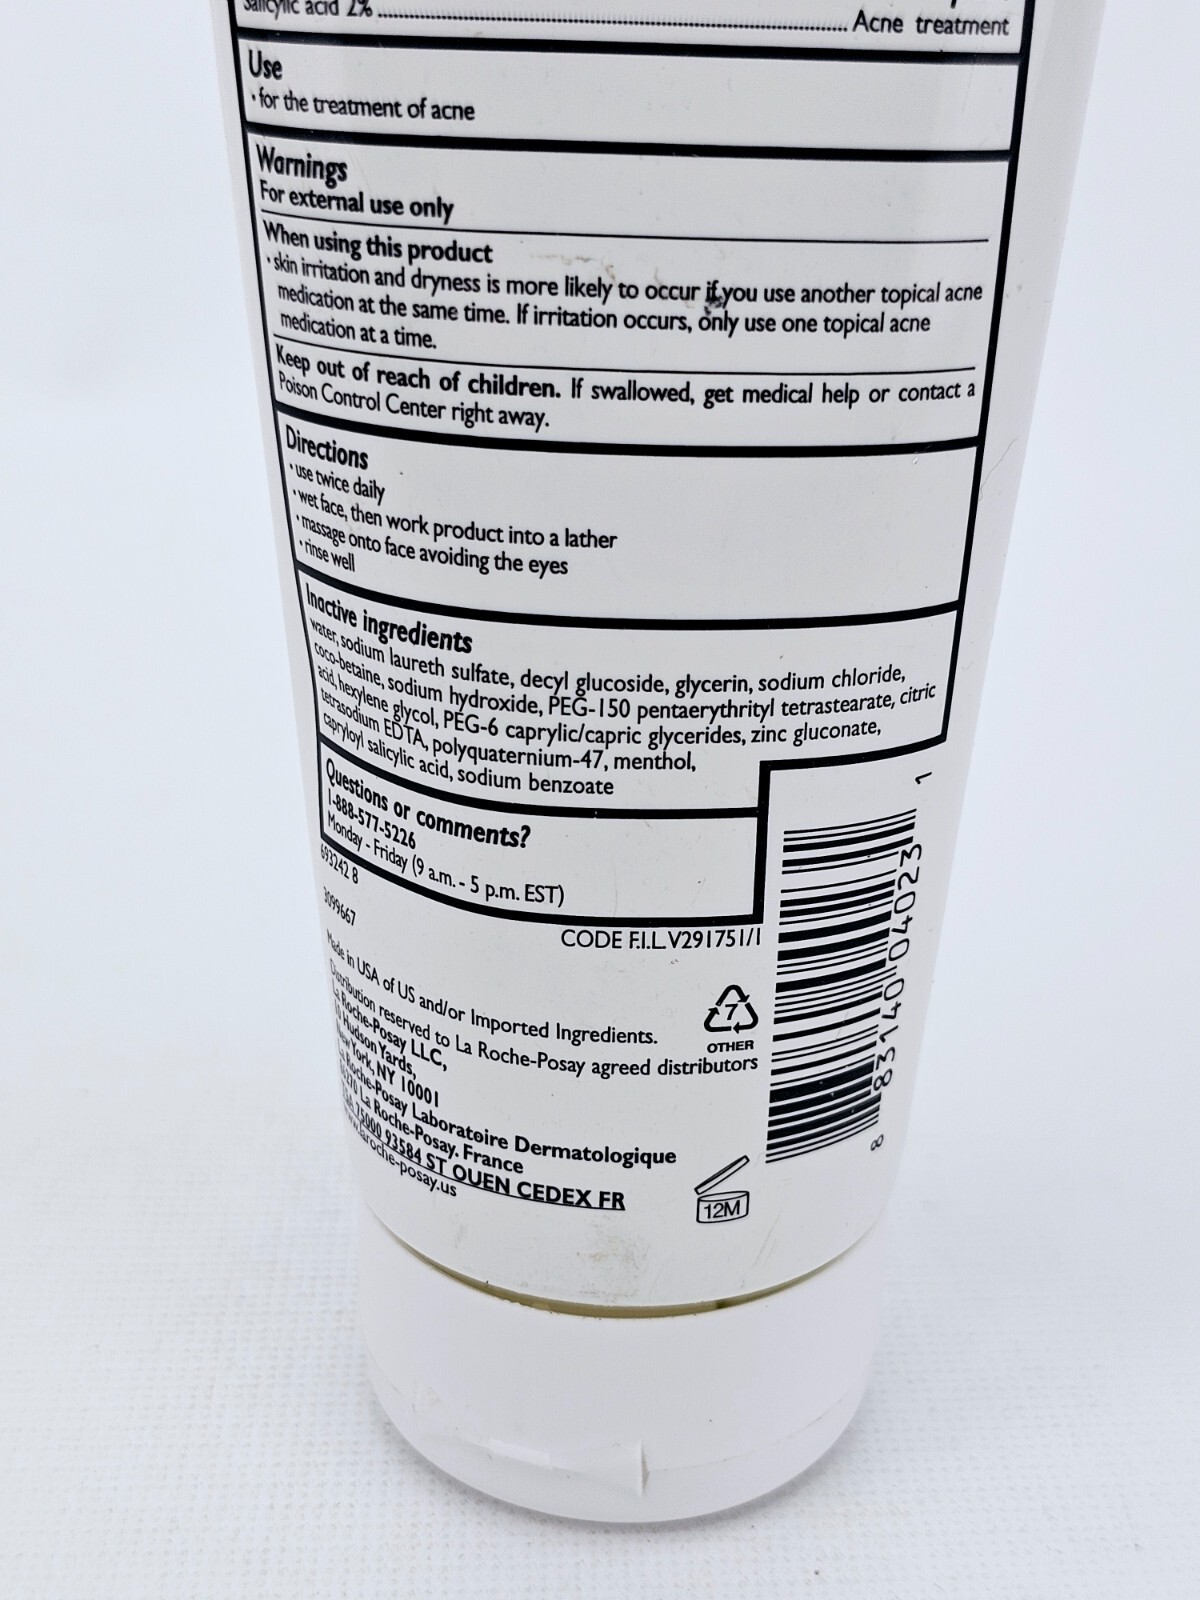 salicylic acid 2% ........ Acne treatment
Use
• for the treatment of acne
Warnings
For external use only
When using this product
• skin irritation and dryness is more likely to occur if you use another topical acne
medication at the same time. If irritation occurs, only use one topical acne
medication at a time.
Keep out of reach of children. If swallowed, get medical help or contact a
Poison Control Center right away.
Directions
• use twice daily
• wet face, then work product into a lather
• massage onto face avoiding the eyes
• rinse well
Inactive ingredients
water, sodium laureth sulfate, decyl glucoside, glycerin, sodium chloride,
coco-betaine, sodium hydroxide, PEG-150 pentaerythrityl tetrastearate, citric
acid, hexylene glycol, PEG-6 caprylic/capric glycerides, zinc gluconate,
tetrasodium EDTA, polyquaternium-47, menthol,
capryloyl salicylic acid, sodium benzoate
Questions or comments?
1-888-577-5226
Monday - Friday (9 a.m. - 5 p.m. EST)
693242 8
3099667
CODE F.I.L. V291751/1
Made in USA of US and/or Imported Ingredients.
Distribution reserved to La Roche-Posay agreed distributors
La Roche-Posay LLC,
Hudson Yards,
New York, NY 10001
La Roche-Posay Laboratoire Dermatologique
La Roche-Posay. France
75000 93584 ST OUEN CEDEX FR
www.laroche-posay.us
7
OTHER
12M
8 83140 04023 1